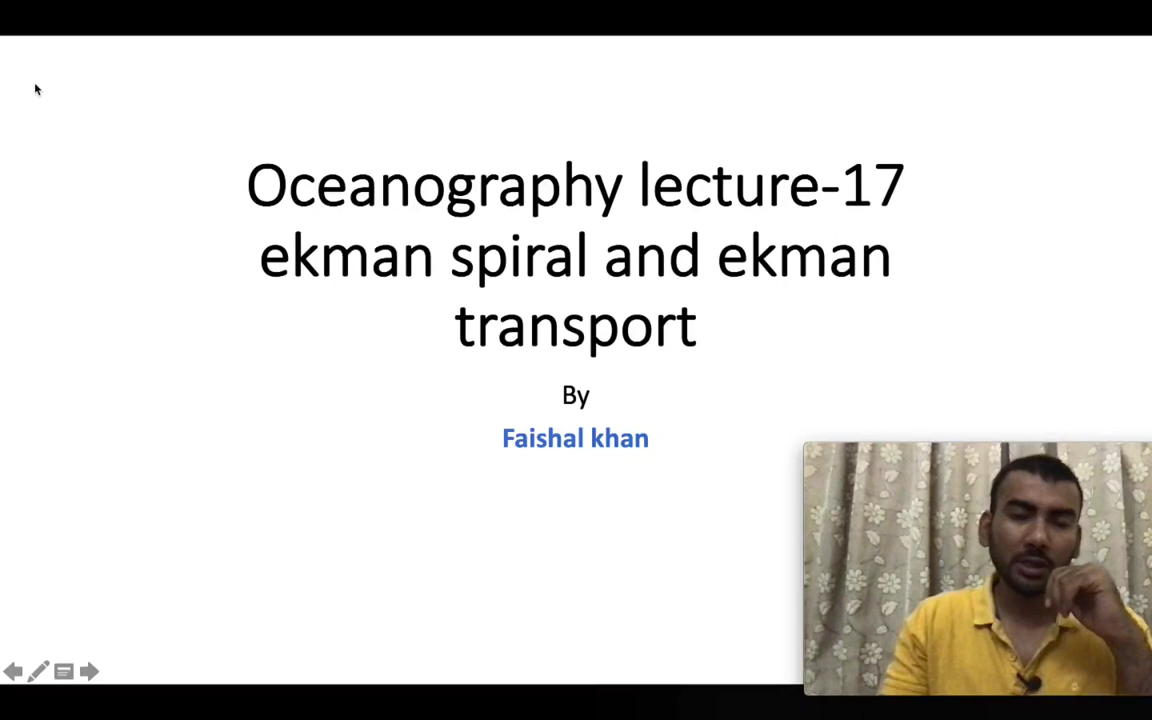 Oceanography lecture-17
ekman spiral and ekman
transport
By
Faishal khan